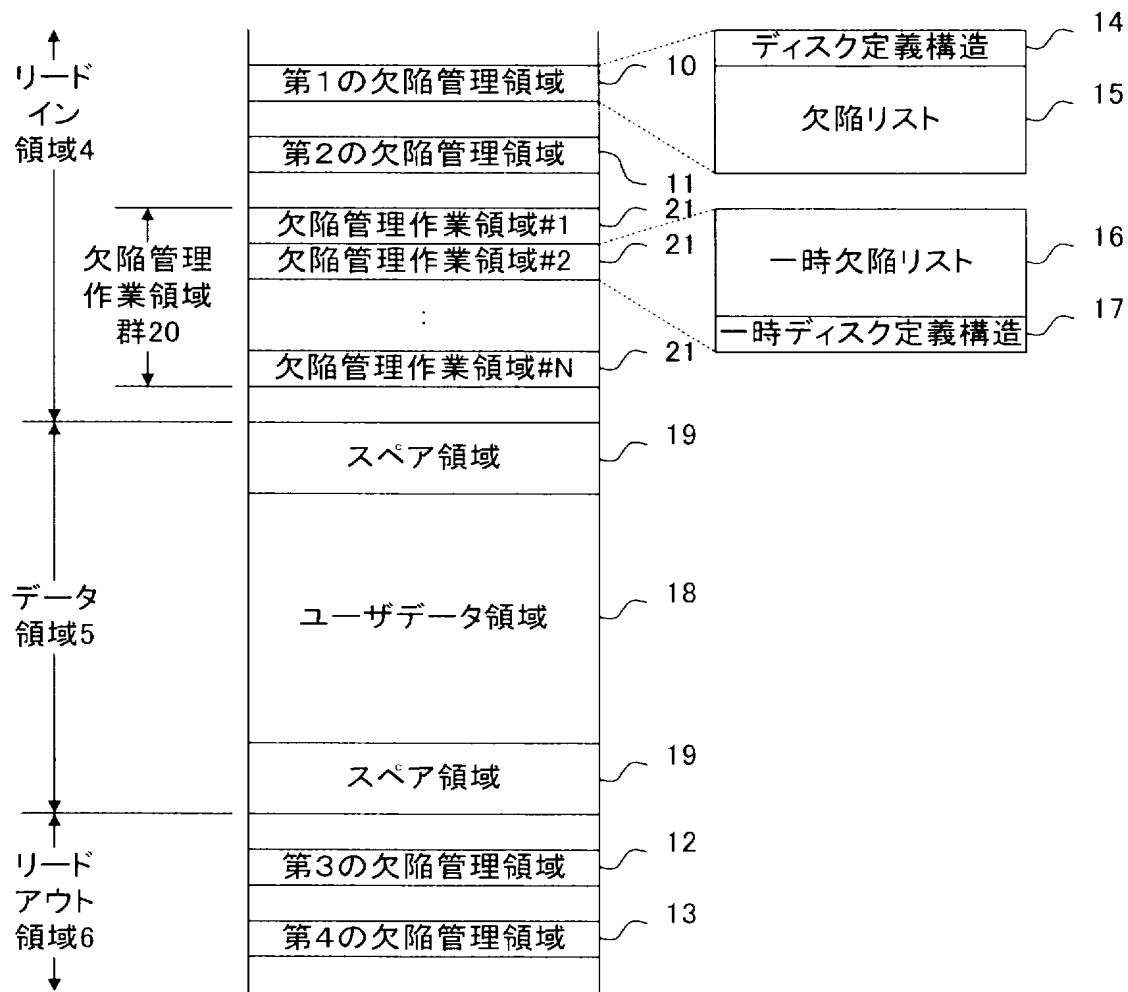 リード
イン
領域4
第1の欠陥管理領域
10
第2の欠陥管理領域
11
ディスク定義構造
14
欠陥リスト
15
欠陥管理
作業領域
群20
欠陥管理作業領域#1
21
欠陥管理作業領域#2
21
:
欠陥管理作業領域#N
21
一時欠陥リスト
16
一時ディスク定義構造
17
データ
領域5
スペア領域
19
ユーザデータ領域
18
スペア領域
19
リード
アウト
領域6
第3の欠陥管理領域
12
第4の欠陥管理領域
13